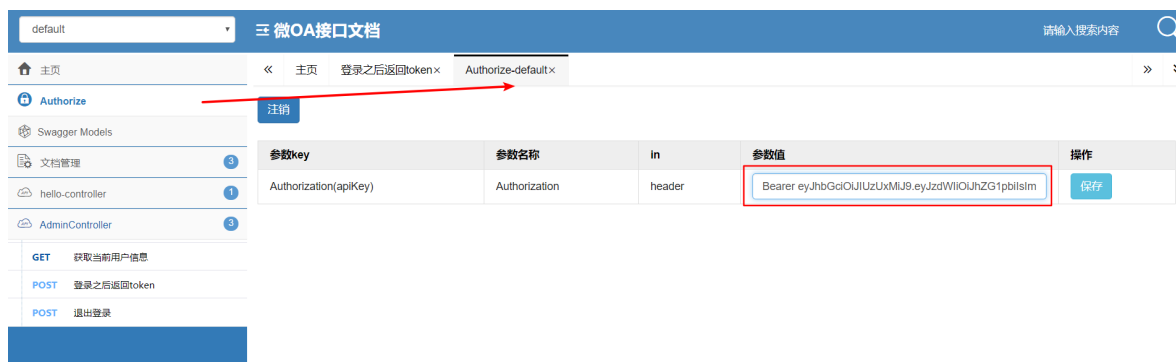 default
微OA接口文档
请输入搜索内容
主页
Authorize
Swagger Models
文档管理 3
hello-controller 1
AdminController 3
GET 获取当前用户信息
POST 登录之后返回token
POST 退出登录
« 主页 登录之后返回token× Authorize-default× »
注销
参数key 参数名称 in 参数值 操作
Authorization(apiKey) Authorization header Bearer eyJhbGciOiJIUzUxMiJ9.eyJzdWIiOiJhZG1pbiIsIm 保存